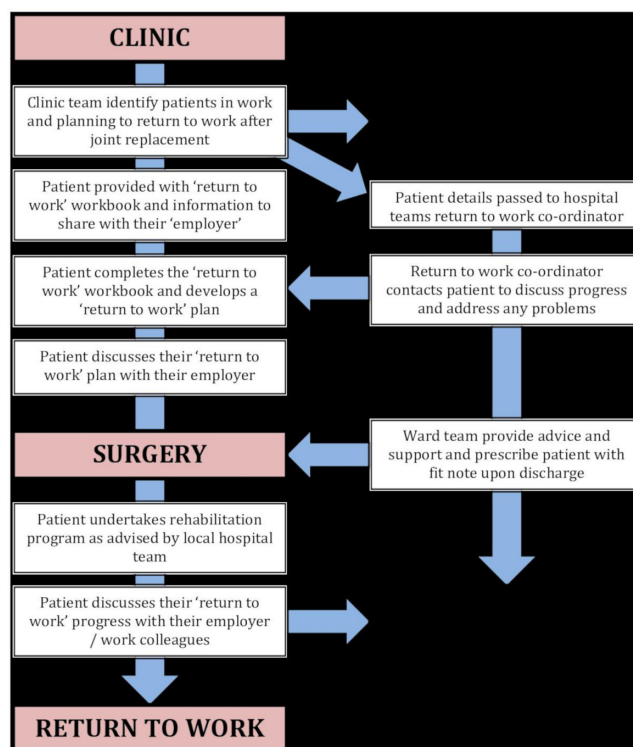 CLINIC
Clinic team identify patients in work
and planning to return to work after
joint replacement
Patient provided with ‘return to
work’ workbook and information to
share with their ‘employer’
Patient details passed to hospital
teams return to work co-ordinator
Patient completes the ‘return to
work’ workbook and develops a
‘return to work’ plan
Return to work co-ordinator
contacts patient to discuss progress
and address any problems
Patient discusses their ‘return to
work’ plan with their employer
SURGERY
Ward team provide advice and
support and prescribe patient with
fit note upon discharge
Patient undertakes rehabilitation
program as advised by local hospital
team
Patient discusses their ‘return to
work’ progress with their employer
/ work colleagues
RETURN TO WORK